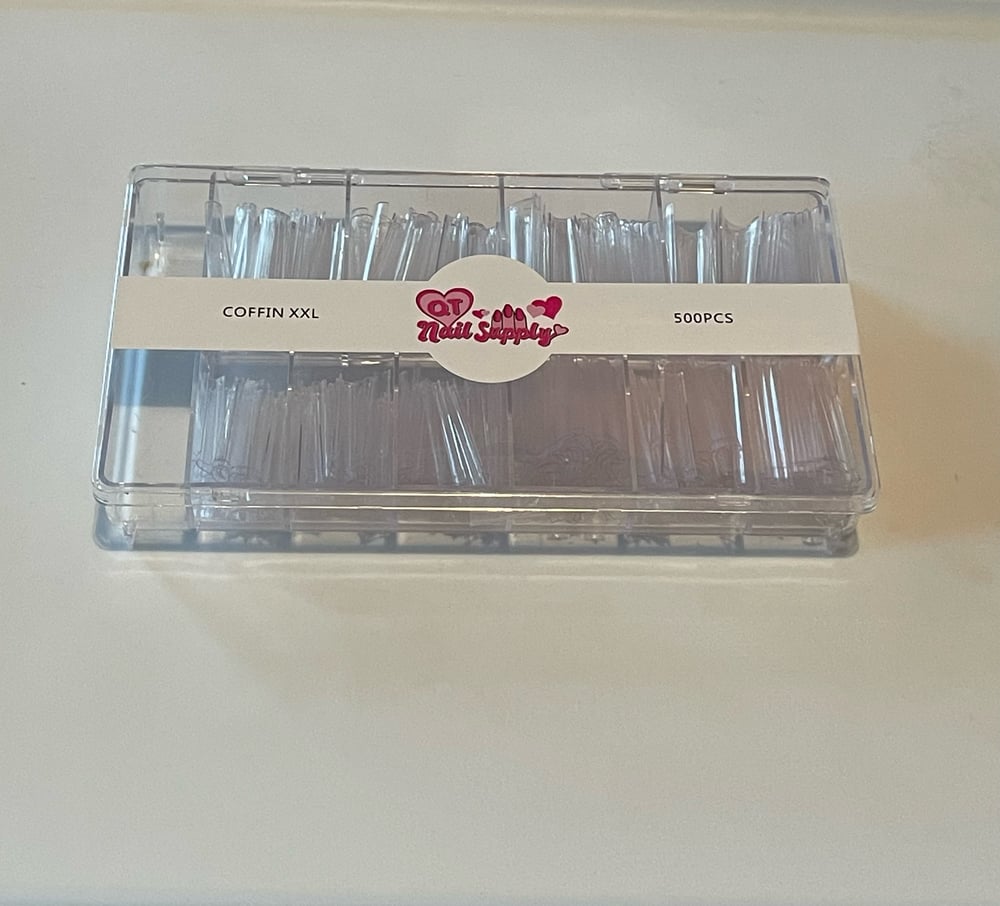 COFFIN XXL
QT
Nail Supply
500PCS